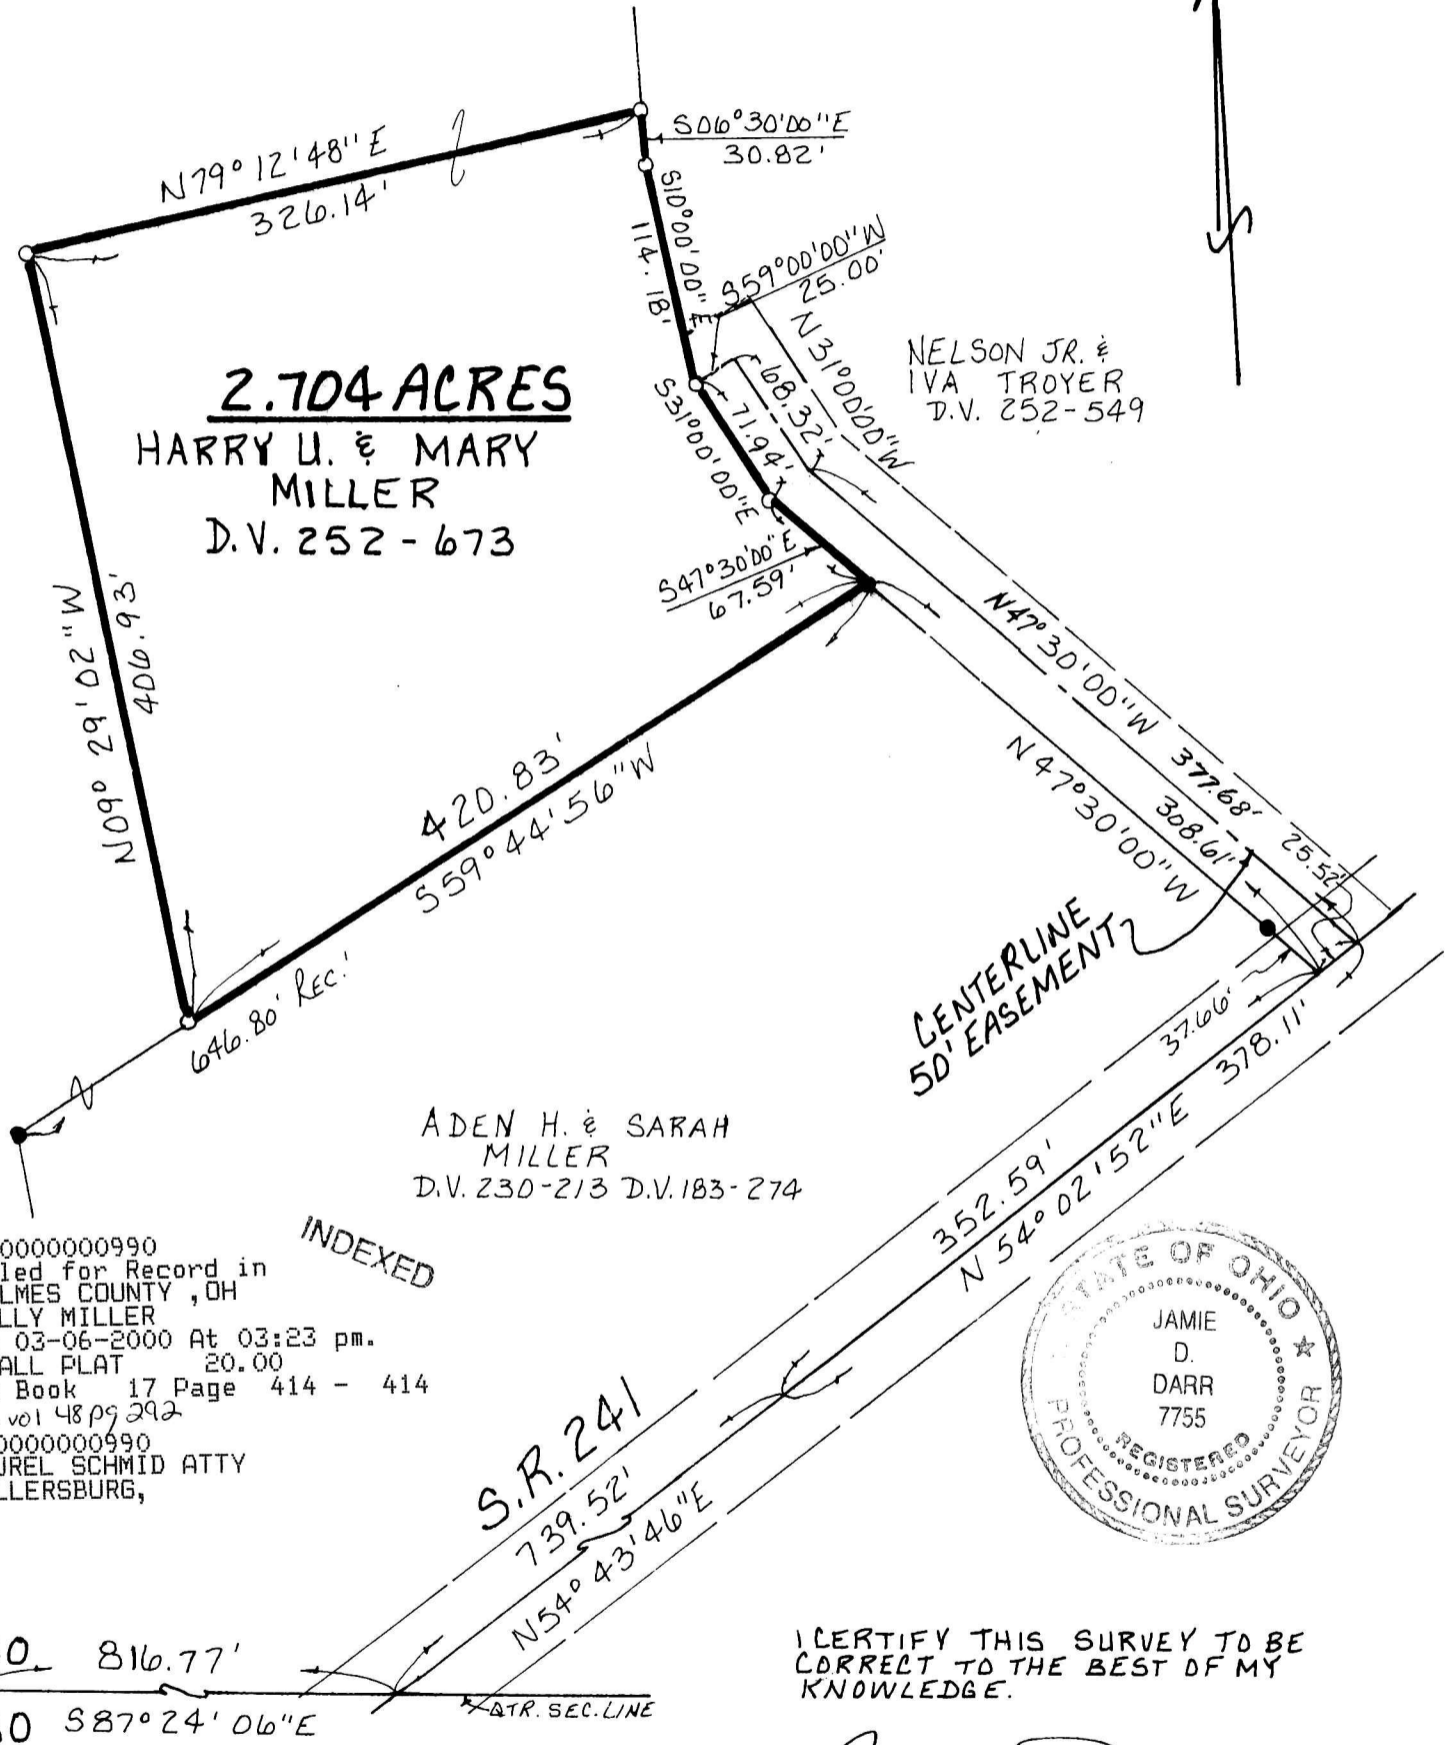 N79°12'48"E
326.14'
S06°30'00"E
30.82'
S10°00'00"E
114.18'
S59°00'00"W
25.00'
N31°00'00"W
68.32'
71.94'
S31°00'00"E
NELSON JR. &
IVA TROYER
D.V. 252-549
2.704 ACRES
HARRY U. & MARY
MILLER
D.V. 252-673
S47°30'00"E
67.59'
N09° 29' 02"W
406.93'
420.83'
S59°44'56"W
646.80' REC.
N47°30'00"W 377.68'
N47°30'00"W
308.61'
25.52'
CENTERLINE
50' EASEMENT
37.66'
378.11'
352.59'
N 54° 02' 52"E
ADEN H. & SARAH
MILLER
D.V. 230-213 D.V. 183-274
INDEXED
0000000990
led for Record in
LMES COUNTY ,OH
LLY MILLER
03-06-2000 At 03:23 pm.
ALL PLAT 20.00
Book 17 Page 414 - 414
vol 48 pg 292
0000000990
UREL SCHMID ATTY
LLERSBURG,
STATE OF OHIO
JAMIE
D.
DARR
7755
REGISTERED
PROFESSIONAL SURVEYOR
S.R. 241
739.52'
N54° 43' 46"E
816.77'
S87°24' 06"E
QTR. SEC. LINE
I CERTIFY THIS SURVEY TO BE
CORRECT TO THE BEST OF MY
KNOWLEDGE.